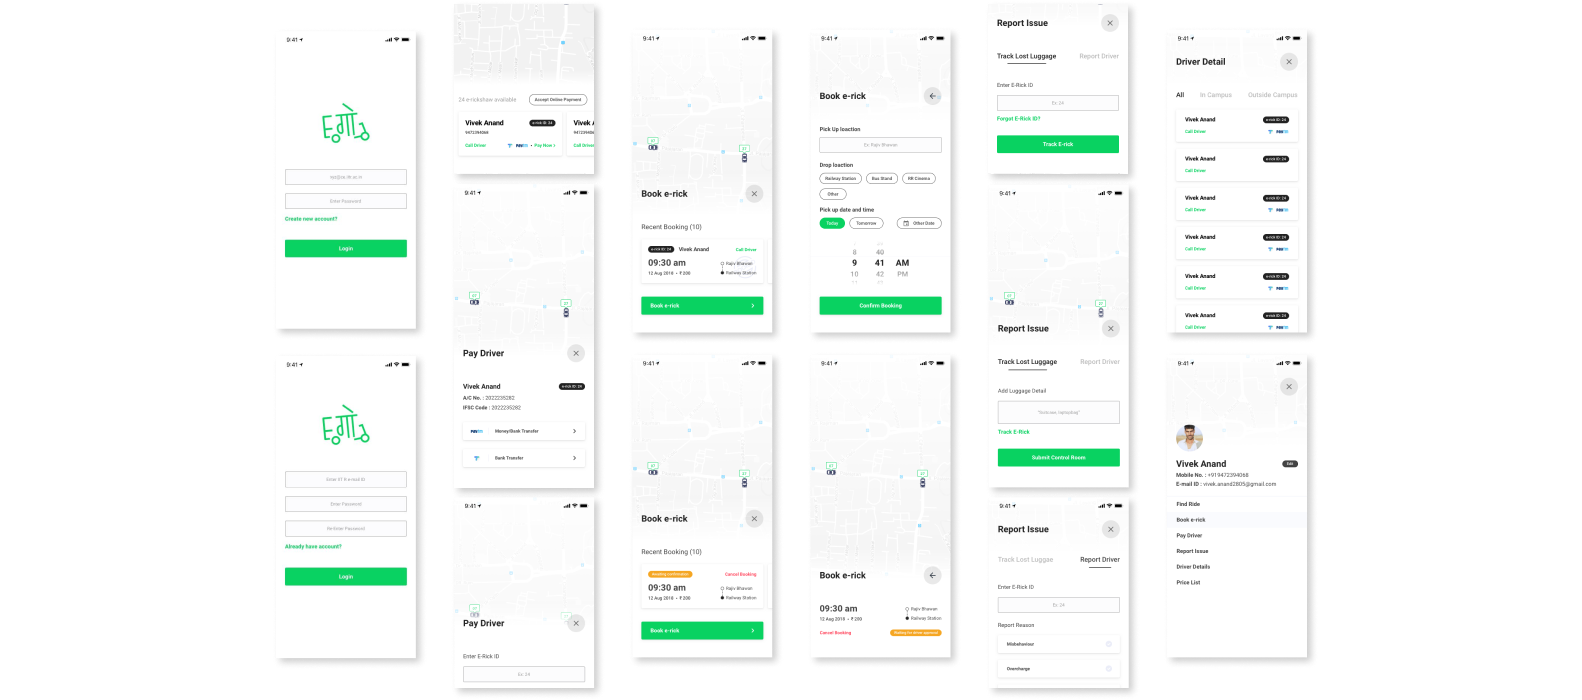 9:41
xyz@xx.iitr.ac.in
Enter Password
Create new account?
Login
9:41
Enter IIT R e-mail ID
Enter Password
Re-Enter Password
Already have account?
Login
24 e-rickshaw available
Accept Online Payment
Vivek Anand
e-rick ID: 24
9472394068
Call Driver
PAYTM
• Pay Now >
Vivek A
Call Driver
9:41
27
27
Pay Driver
Vivek Anand
e-rick ID: 24
A/C No. : 2022235282
IFSC Code : 2022235282
PAYTM
Money/Bank Transfer
Bank Transfer
9:41
27
27
Pay Driver
Enter E-Rick ID
Ex. 24
9:41
27
27
Book e-rick
Recent Booking (10)
e-rick ID: 24
Vivek Anand
Call Driver
09:30 am
Rajiv Bhawan
12 Aug 2018 • ₹ 200
Railway Station
Book e-rick
9:41
27
27
Book e-rick
Recent Booking (10)
Cancel Booking
09:30 am
Rajiv Bhawan
12 Aug 2018 • ₹ 200
Railway Station
Book e-rick
9:41
Book e-rick
Pick Up loaction
Ex. Rajiv Bhawan
Drop loaction
Railway Station
Bus Stand
RR Cinema
Other
Pick up date and time
Today
Tomorrow
Other Date
8 40
9 41 AM
10 42 PM
Confirm Booking
9:41
27
27
Book e-rick
09:30 am
Rajiv Bhawan
12 Aug 2018 • ₹ 200
Railway Station
Cancel Booking
Waiting for driver approval
Report Issue
Track Lost Luggage
Report Driver
Enter E-Rick ID
Ex. 24
Forgot E-Rick ID?
Track E-rick
9:41
27
27
Report Issue
Track Lost Luggage
Report Driver
Add Luggage Detail
Track E-Rick
Submit Control Room
9:41
Report Issue
Track Lost Luggae
Report Driver
Enter E-Rick ID
Ex. 24
Report Reason
Misbehaviour
Overcharge
9:41
Driver Detail
All
In Campus
Outside Campus
Vivek Anand
e-rick ID: 24
Call Driver
PAYTM
Vivek Anand
e-rick ID: 24
Call Driver
Vivek Anand
e-rick ID: 24
Call Driver
PAYTM
Vivek Anand
e-rick ID: 24
Call Driver
PAYTM
Vivek Anand
e-rick ID: 24
Call Driver
PAYTM
Vivek Anand
e-rick ID: 24
Call Driver
PAYTM
9:41
Vivek Anand
Edit
Mobile No. : +919472394068
E-mail ID : vivek.anand2805@gmail.com
Find Ride
Book e-rick
Pay Driver
Report Issue
Driver Details
Price List